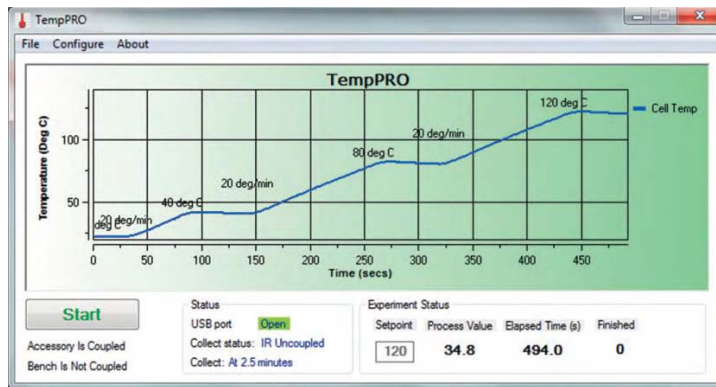 TempPRO
File Configure About
TempPRO
Temperature (Deg C)
100
50
deg C
20 deg/min
40 deg C
20 deg/min
80 deg C
20 deg/min
120 deg C
Cell Temp
0 50 100 150 200 250 300 350 400 450
Time (secs)
Start
Accessory Is Coupled
Bench Is Not Coupled
Status
USB port Open
Collect status: IR Uncoupled
Collect: At 2.5 minutes
Experiment Status
Setpoint Process Value Elapsed Time (s) Finished
120 34.8 494.0 0